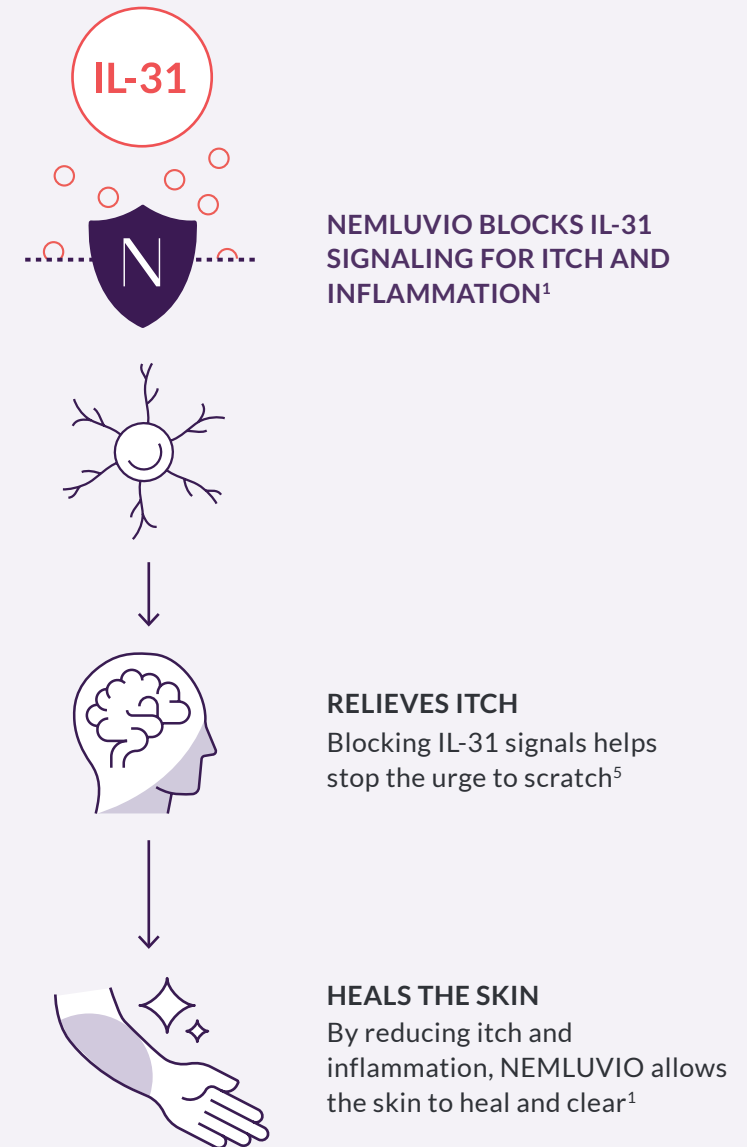 IL-31
N
NEMLUVIO BLOCKS IL-31
SIGNALING FOR ITCH AND
INFLAMMATION¹
RELIEVES ITCH
Blocking IL-31 signals helps
stop the urge to scratch⁵
HEALS THE SKIN
By reducing itch and
inflammation, NEMLUVIO allows
the skin to heal and clear¹